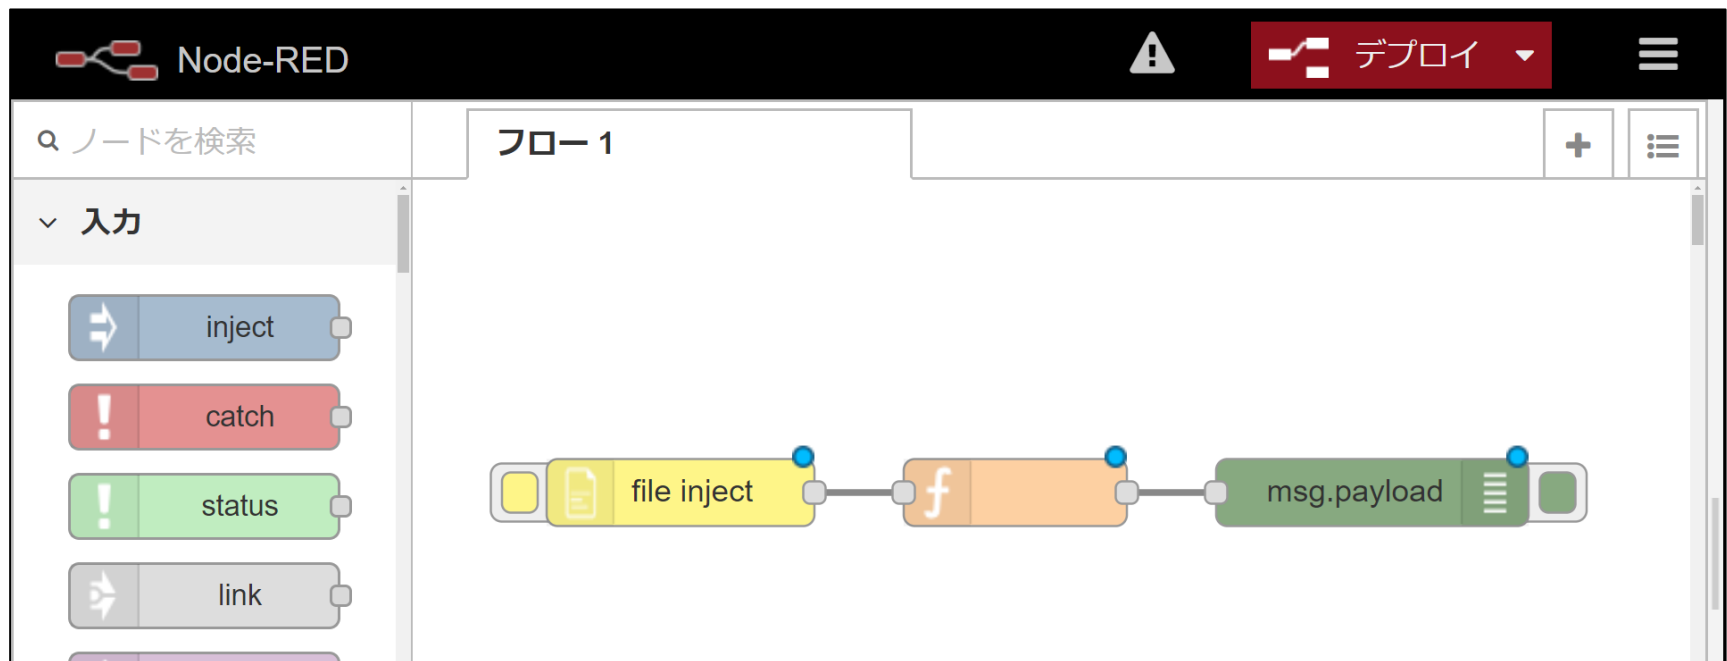 Node-RED
デプロイ
ノードを検索
フロー 1
入力
inject
catch
status
link
file inject
msg.payload